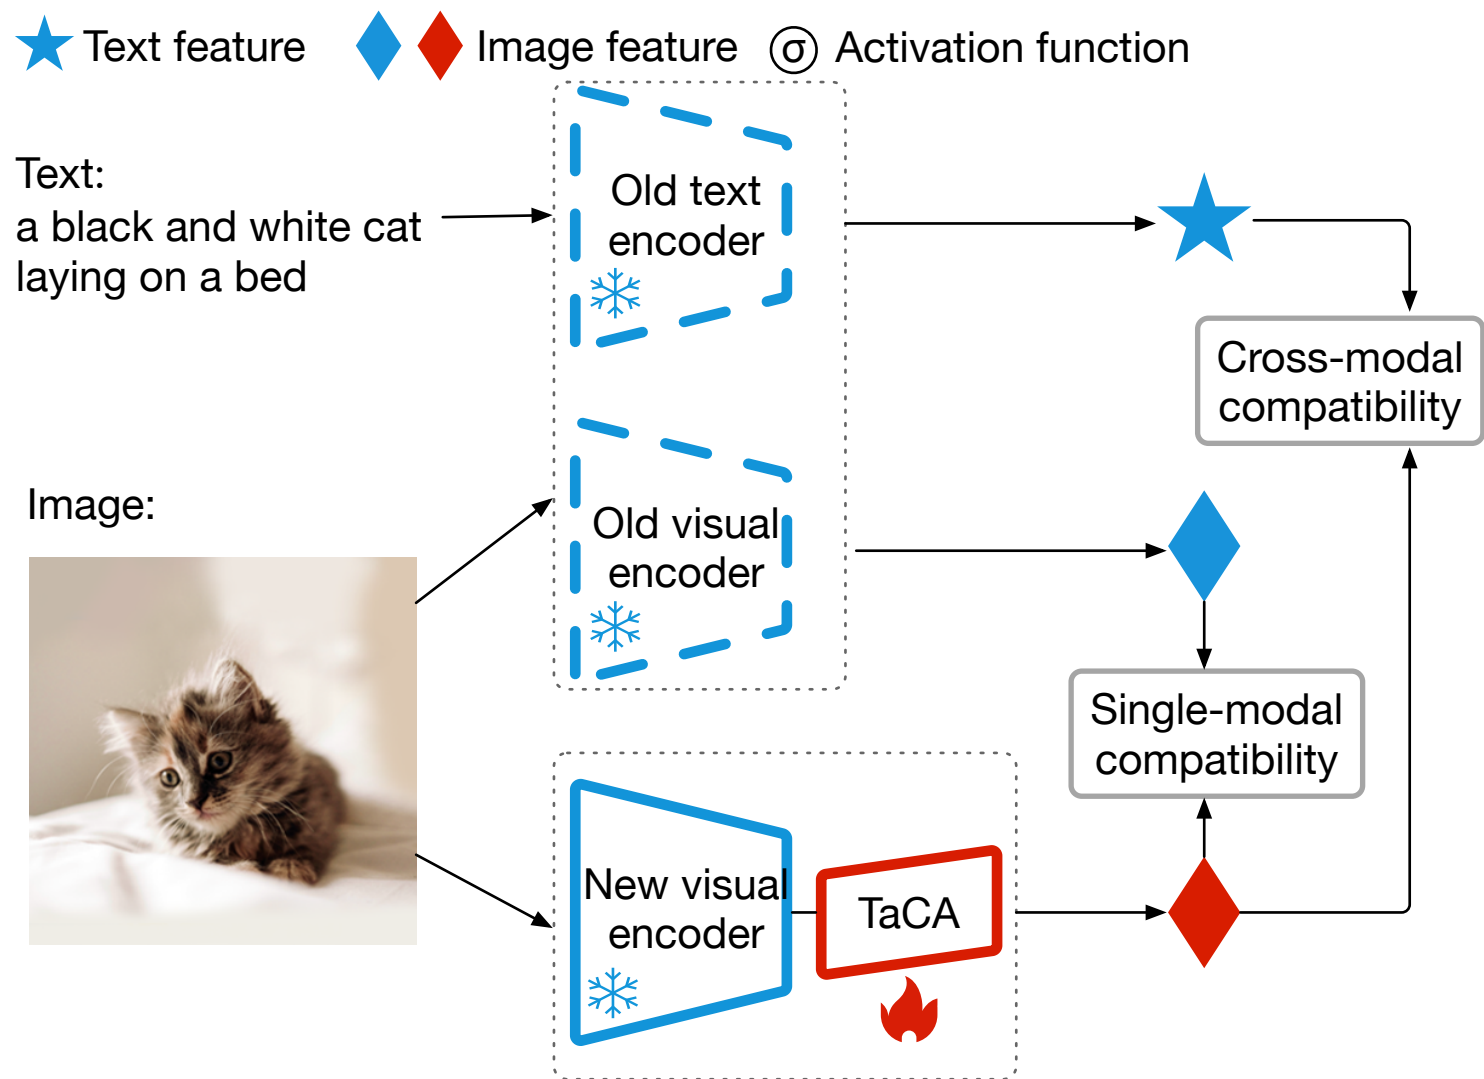 Text feature
Image feature
σ Activation function
Text:
a black and white cat
laying on a bed
Old text
encoder
Cross-modal
compatibility
Image:
Old visual
encoder
Single-modal
compatibility
New visual
encoder
TaCA